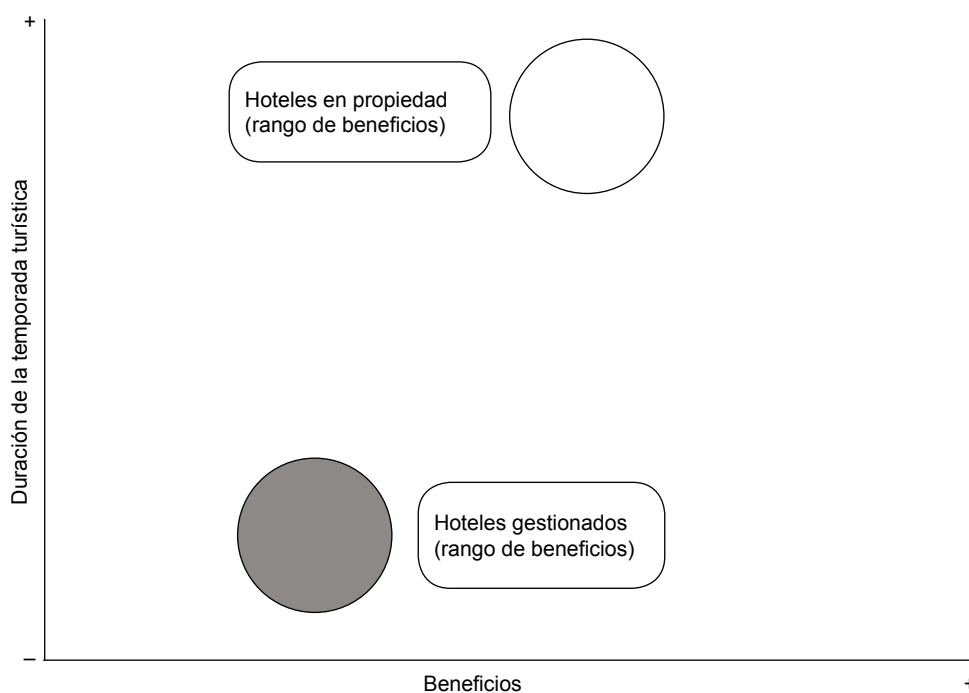 +
Hoteles en propiedad
(rango de beneficios)
Duración de la temporada turística
Hoteles gestionados
(rango de beneficios)
–
Beneficios
+